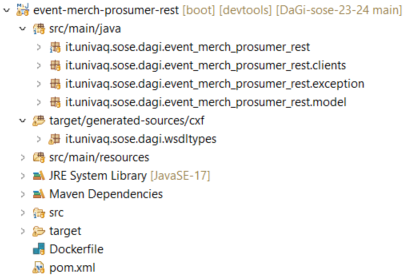 event-merch-prosumer-rest [boot] [devtools] [DaGi-sose-23-24 main]
src/main/java
it.univaq.sose.dagi.event_merch_prosumer_rest
it.univaq.sose.dagi.event_merch_prosumer_rest.clients
it.univaq.sose.dagi.event_merch_prosumer_rest.exception
it.univaq.sose.dagi.event_merch_prosumer_rest.model
target/generated-sources/cxf
it.univaq.sose.dagi.wsdltypes
src/main/resources
JRE System Library [JavaSE-17]
Maven Dependencies
src
target
Dockerfile
pom.xml